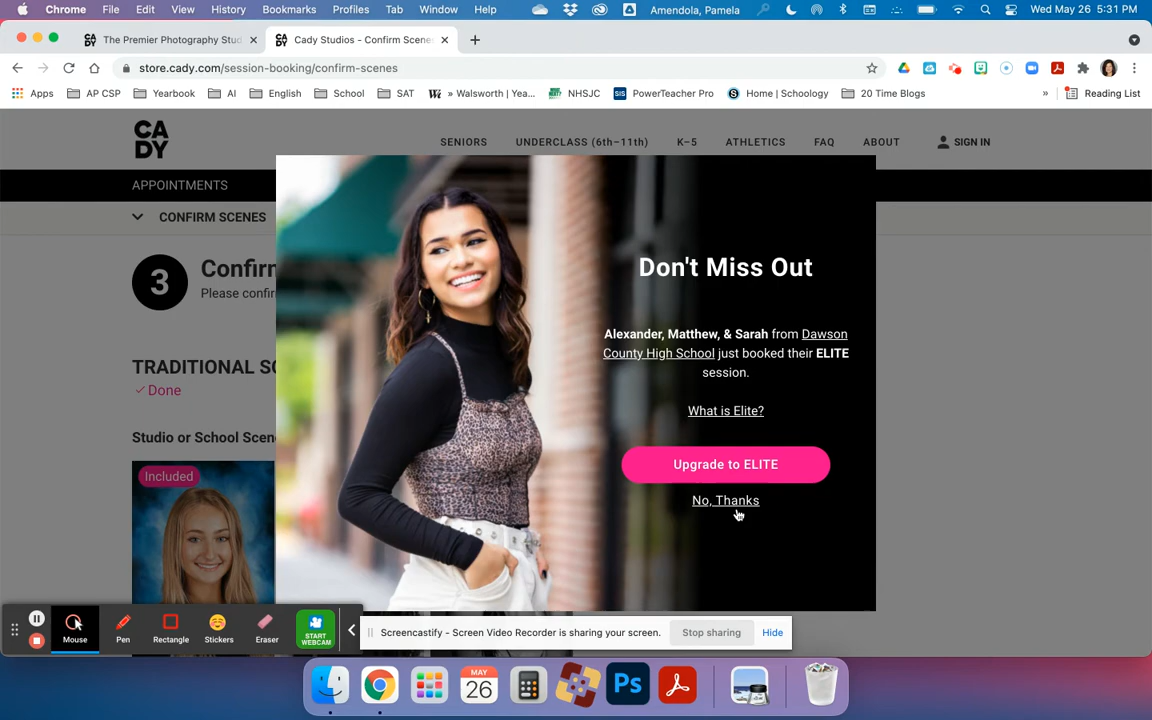 Chrome File Edit View History Bookmarks Profiles Tab Window Help Amendola, Pamela Wed May 26 5:31 PM
CADY The Premier Photography Stud CADY Cady Studios - Confirm Scene
store.cady.com/session-booking/confirm-scenes
Apps AP CSP Yearbook AI English School SAT » Walsworth | Yea... NHSJC SIS PowerTeacher Pro S Home | Schoology 20 Time Blogs » Reading List
CA
DY
SENIORS UNDERCLASS (6th–11th) K–5 ATHLETICS FAQ ABOUT SIGN IN
APPOINTMENTS
CONFIRM SCENES
3 Confirm
Please confir
TRADITIONAL SC
Done
Studio or School Scen
Included
Don't Miss Out
Alexander, Matthew, & Sarah from Dawson
County High School just booked their ELITE
session.
What is Elite?
Upgrade to ELITE
No, Thanks
Mouse Pen Rectangle Stickers Eraser START
WEBCAM
Screencastify - Screen Video Recorder is sharing your screen. Stop sharing Hide
MAY
26
Ps